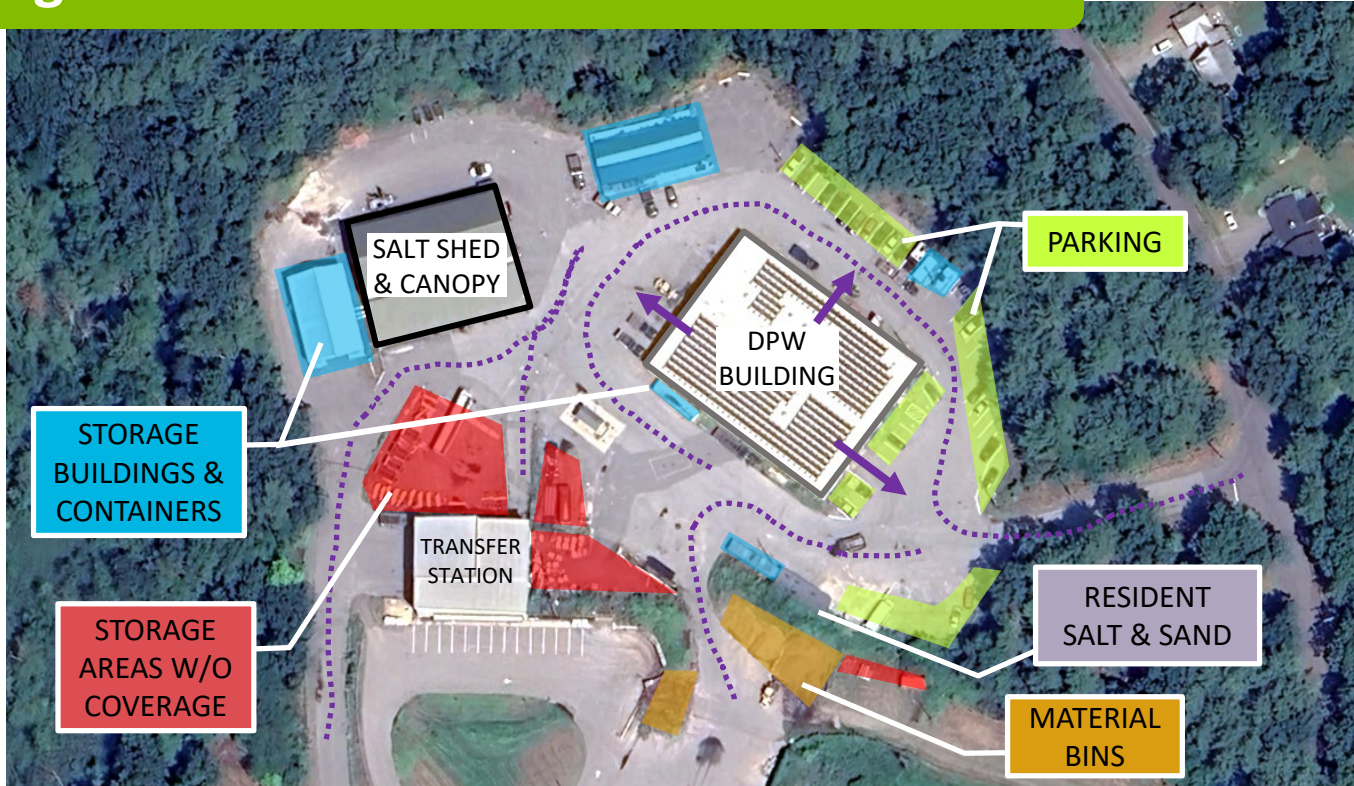 SALT SHED
& CANOPY
PARKING
DPW
BUILDING
STORAGE
BUILDINGS &
CONTAINERS
TRANSFER
STATION
STORAGE
AREAS W/O
COVERAGE
RESIDENT
SALT & SAND
MATERIAL
BINS